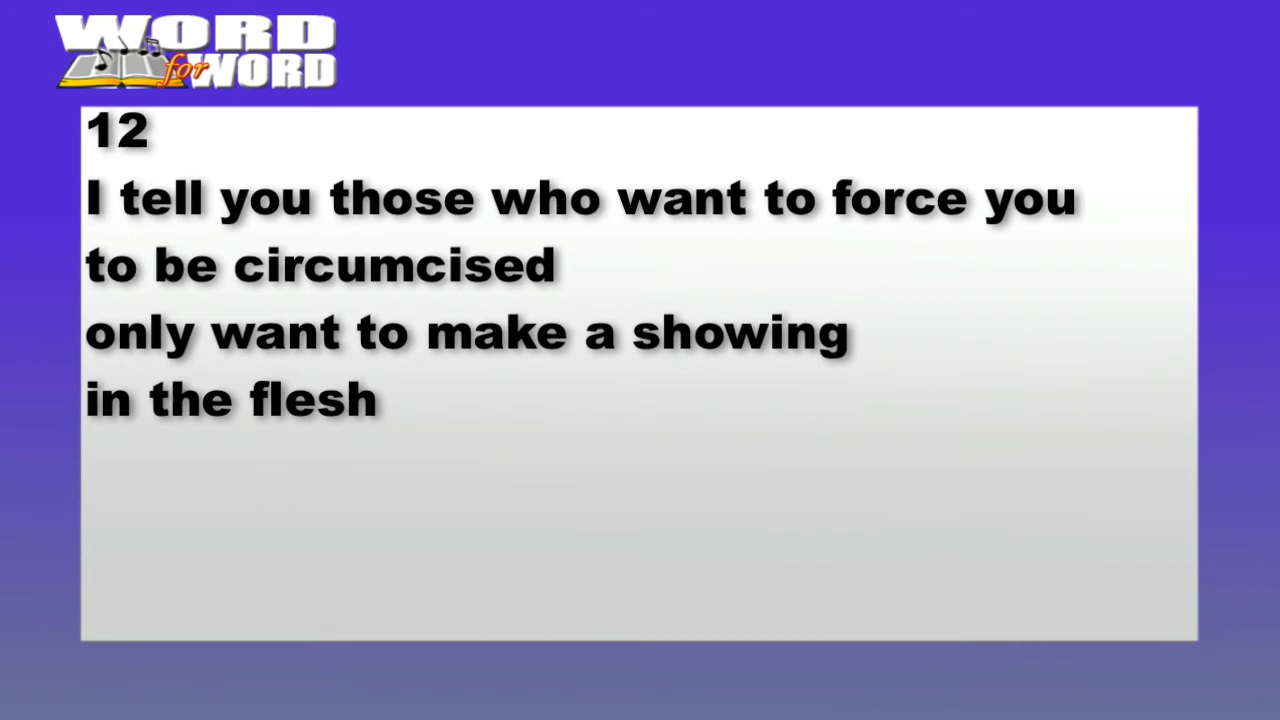 WORD
for WORD
12
I tell you those who want to force you
to be circumcised
only want to make a showing
in the flesh